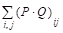 ∑ (P · Q)ij
i, j